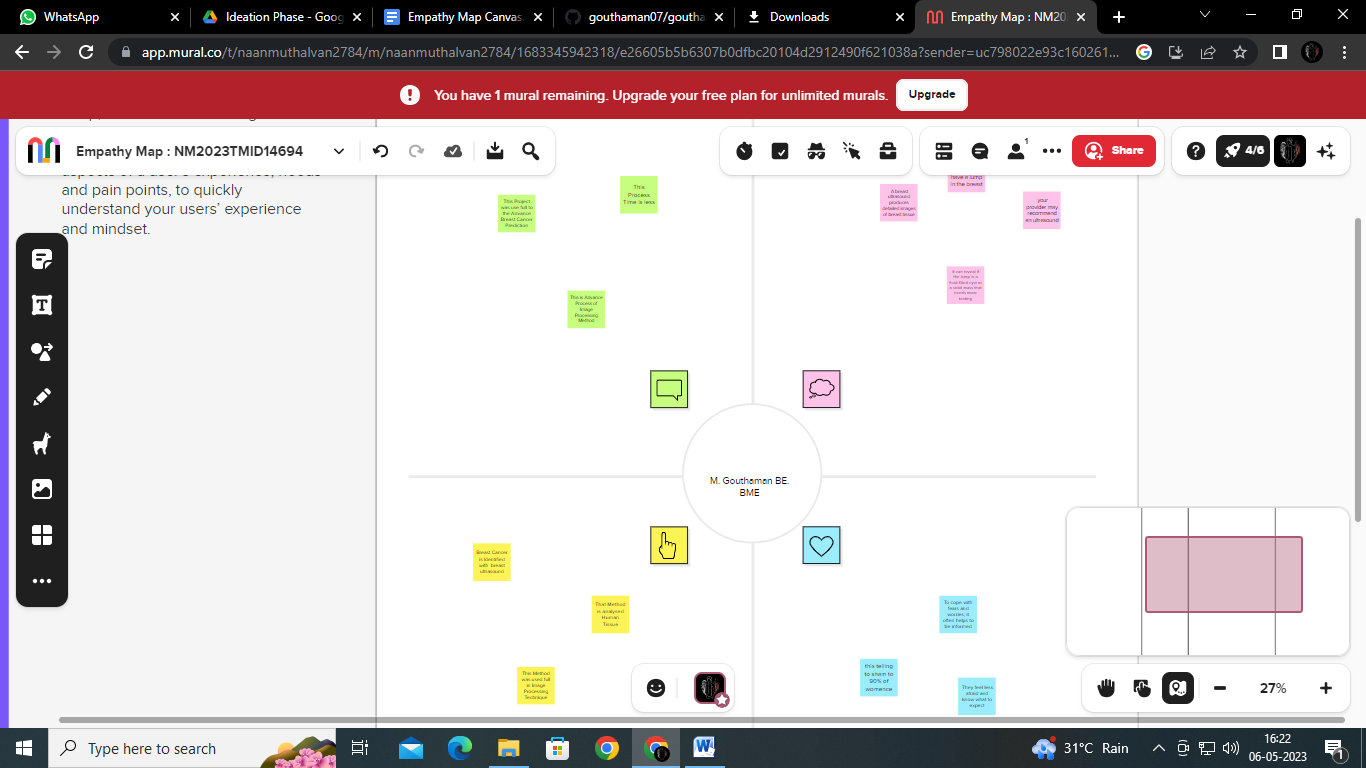 WhatsApp
Ideation Phase - Goog
Empathy Map Canvas
gouthaman07/goutha
Downloads
Empathy Map : NM20
app.mural.co/t/naanmuthalvan2784/m/naanmuthalvan2784/1683345942318/e26605b5b6307b0dfbc20104d2912490f621038a?sender=uc798022e93c160261...
You have 1 mural remaining. Upgrade your free plan for unlimited murals.
Upgrade
Empathy Map : NM2023TMID14694
1
Share
4/6
and pain points, to quickly
understand your users' experience
and mindset.
This Project
was use full to
the Advance
Breast Cancer
Prediction
This
Process
Time is less
This is Advance
Process of
Image
Processing
Method
A breast
ultrasound
produces
detailed images
of breast tissue
have a lump
in the breast
your
provider may
recommend
an ultrasound
M. Gouthaman BE.
BME
Breast Cancer
is Identified
with breast
ultrasound
That Method
is analyzed
Human
Tissue
This Method
was used full
in Image
Processing
Technique
To cope with
fears and
worries, it
often helps to
be informed
this telling
to sham to
90% of
womence
They feel less
afraid and
know what to
expect
27%
Type here to search
31°C Rain
16:22
06-05-2023
1